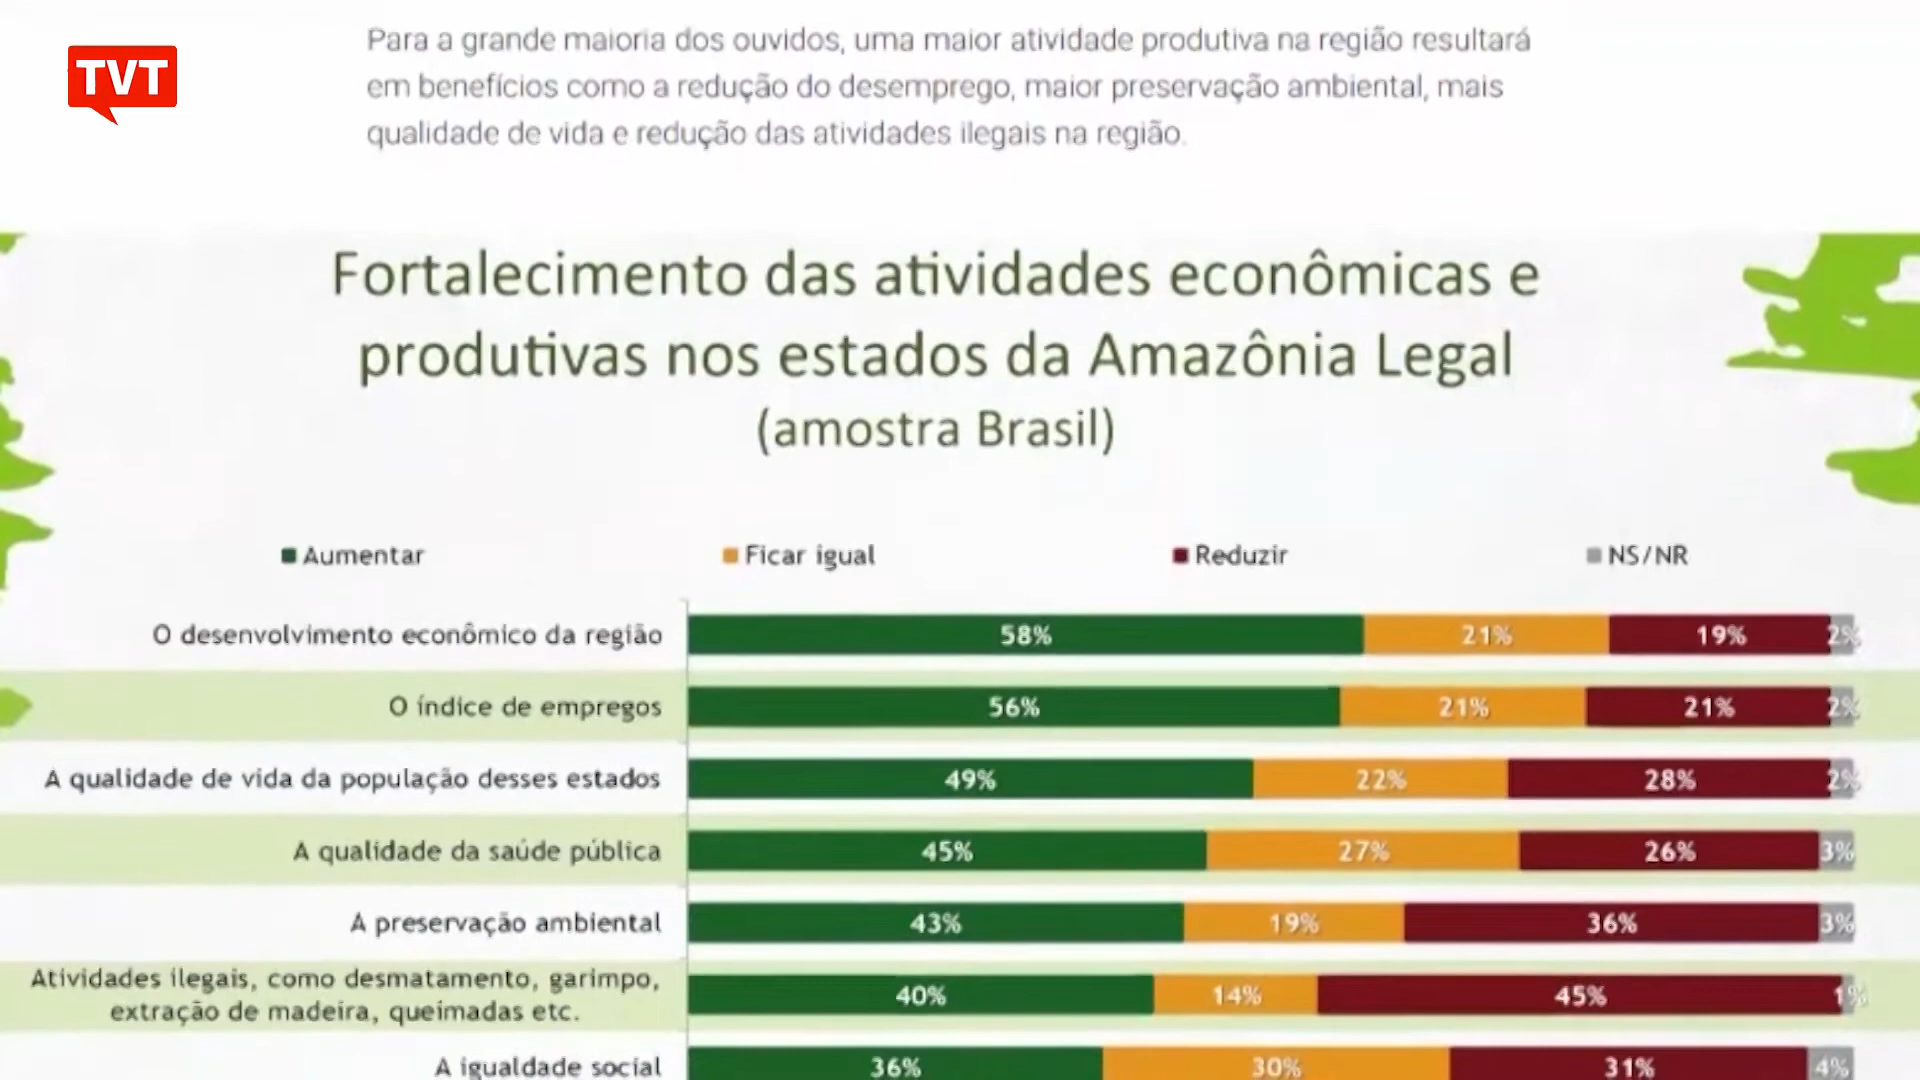 TVT
Para a grande maioria dos ouvidos, uma maior atividade produtiva na região resultará
em benefícios como a redução do desemprego, maior preservação ambiental, mais
qualidade de vida e redução das atividades ilegais na região.
Fortalecimento das atividades econômicas e
produtivas nos estados da Amazônia Legal
(amostra Brasil)
Aumentar Ficar igual Reduzir NS/NR
O desenvolvimento econômico da região 58% 21% 19% 2%
O índice de empregos 56% 21% 21% 2%
A qualidade de vida da população desses estados 49% 22% 28% 2%
A qualidade da saúde pública 45% 27% 26% 3%
A preservação ambiental 43% 19% 36% 3%
Atividades ilegais, como desmatamento, garimpo,
extração de madeira, queimadas etc. 40% 14% 45% 1%
A igualdade social 36% 30% 31% 4%